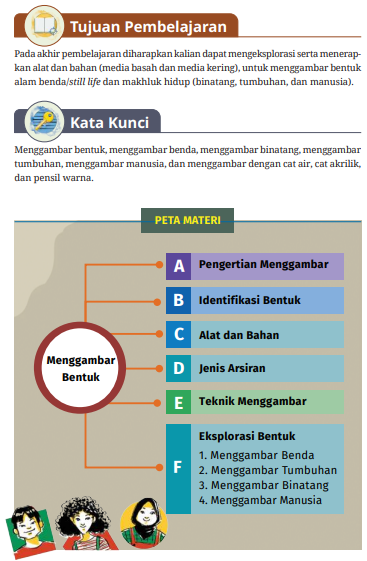 Tujuan Pembelajaran
Pada akhir pembelajaran diharapkan kalian dapat mengeksplorasi serta menerap-
kan alat dan bahan (media basah dan media kering), untuk menggambar bentuk
alam benda/still life dan makhluk hidup (binatang, tumbuhan, dan manusia).
Kata Kunci
Menggambar bentuk, menggambar benda, menggambar binatang, menggambar
tumbuhan, menggambar manusia, dan menggambar dengan cat air, cat akrilik,
dan pensil warna.
PETA MATERI
Menggambar
Bentuk
A Pengertian Menggambar
B Identifikasi Bentuk
C Alat dan Bahan
D Jenis Arsiran
E Teknik Menggambar
F Eksplorasi Bentuk
1. Menggambar Benda
2. Menggambar Tumbuhan
3. Menggambar Binatang
4. Menggambar Manusia